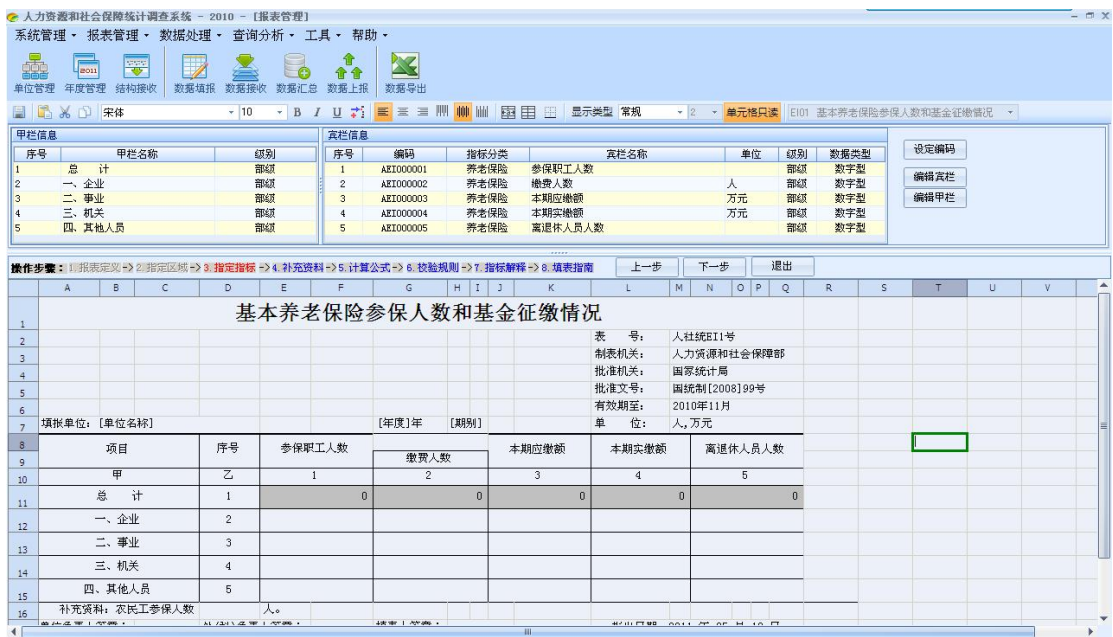 人力资源和社会保障统计调查系统 - 2010 - [报表管理]
系统管理 报表管理 数据处理 查询分析 工具 帮助
2011
单位管理 年度管理 结构接收 数据填报 数据接收 数据汇总 数据上报 数据导出
宋体 10 B I U 显示类型 常规 2 单元格只读 EI01 基本养老保险参保人数和基金征缴情况
甲栏信息 宾栏信息
序号 甲栏名称 级别 序号 编码 指标分类 宾栏名称 单位 级别 数据类型 设定编码
1 总 计 部级 1 AEI000001 养老保险 参保职工人数 部级 数字型
2 一、企业 部级 2 AEI000002 养老保险 缴费人数 人 部级 数字型 编辑宾栏
3 二、事业 部级 3 AEI000003 养老保险 本期应缴额 万元 部级 数字型 编辑甲栏
4 三、机关 部级 4 AEI000004 养老保险 本期实缴额 万元 部级 数字型
5 四、其他人员 部级 5 AEI000005 养老保险 离退休人员人数 部级 数字型
操作步骤：1.报表定义->2.指定区域->3.指定指标->4.补充资料->5.计算公式->6.校验规则->7.指标解释->8.填表指南 上一步 下一步 退出
A B C D E F G H I J K L M N O P Q R S T U V
1 基本养老保险参保人数和基金征缴情况
2 表 号： 人社统EI1号
3 制表机关： 人力资源和社会保障部
4 批准机关： 国家统计局
5 批准文号： 国统制[2008]99号
6 有效期至： 2010年11月
7 填报单位：[单位名称] [年度]年 [期别] 单 位： 人,万元
8 项目 序号 参保职工人数 本期应缴额 本期实缴额 离退休人员人数
9 缴费人数
10 甲 乙 1 2 3 4 5
11 总 计 1 0 0 0 0 0
12 一、企业 2
13 二、事业 3
14 三、机关 4
15 四、其他人员 5
16 补充资料：农民工参保人数 人。